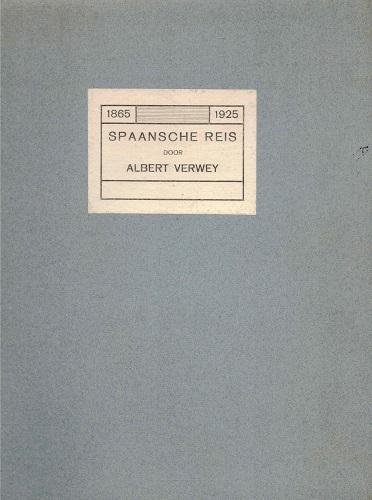 1865 1925
SPAANSCHE REIS
DOOR
ALBERT VERWEY